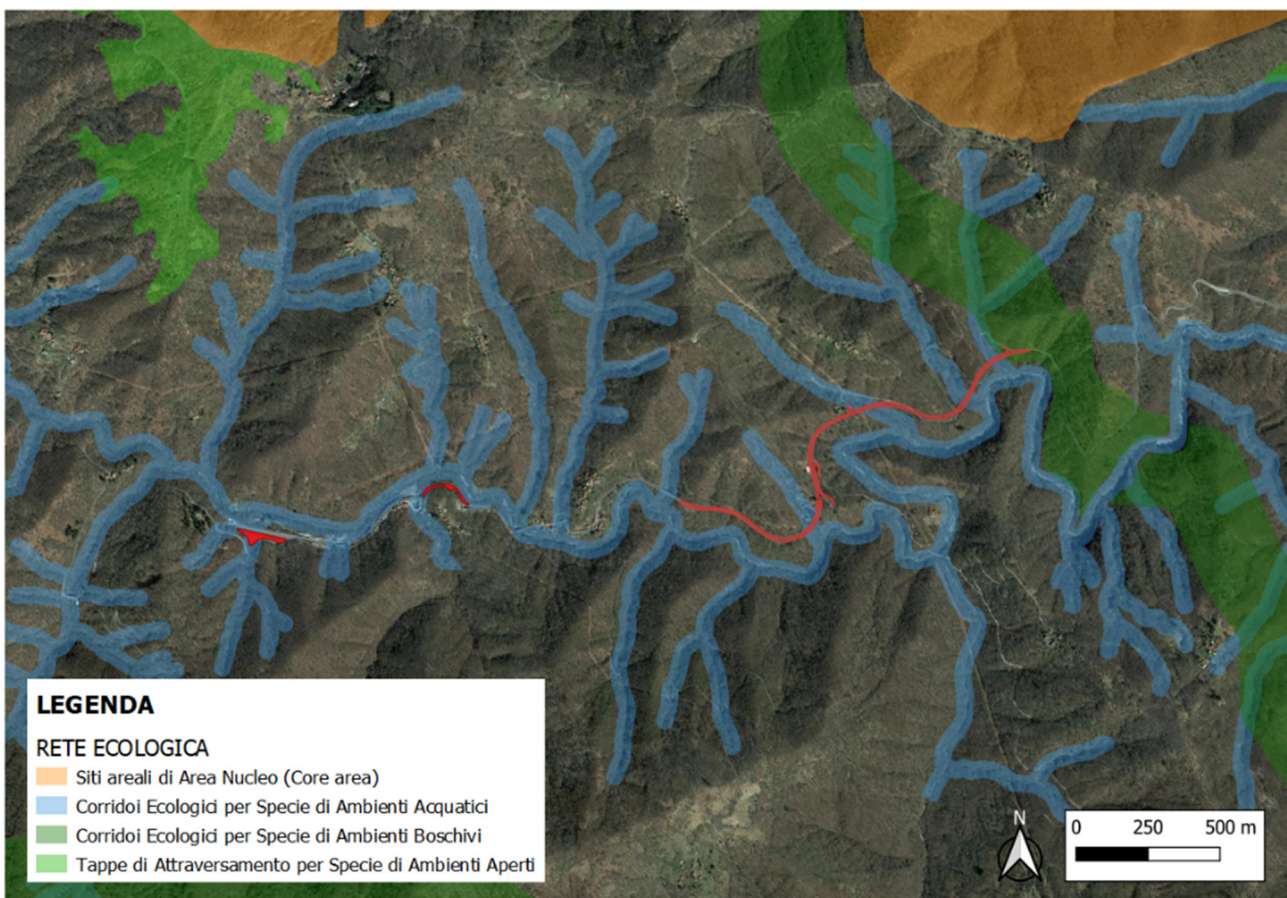 LEGENDA
RETE ECOLOGICA
Siti areali di Area Nucleo (Core area)
Corridoi Ecologici per Specie di Ambienti Acquatici
Corridoi Ecologici per Specie di Ambienti Boschivi
Tappe di Attraversamento per Specie di Ambienti Aperti
N
0 250 500 m